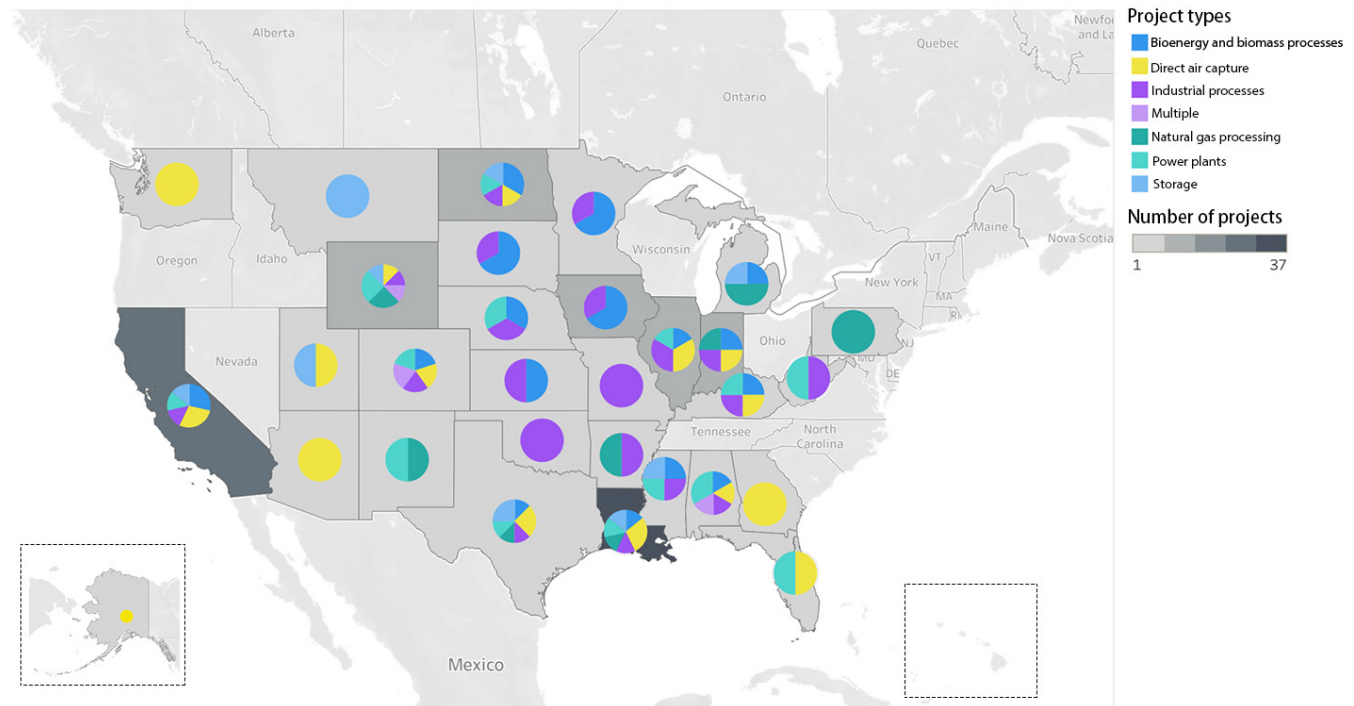 Project types
Bioenergy and biomass processes
Direct air capture
Industrial processes
Multiple
Natural gas processing
Power plants
Storage
Number of projects
1 37
Alberta
Newfou
and La
Quebec
Ontario
Maine
Nova Scotia
Oregon
Idaho
Wisconsin
VT
New York
MA
RI
Nevada
Ohio
NJ
MD
DE
Tennessee
North
Carolina
Mexico